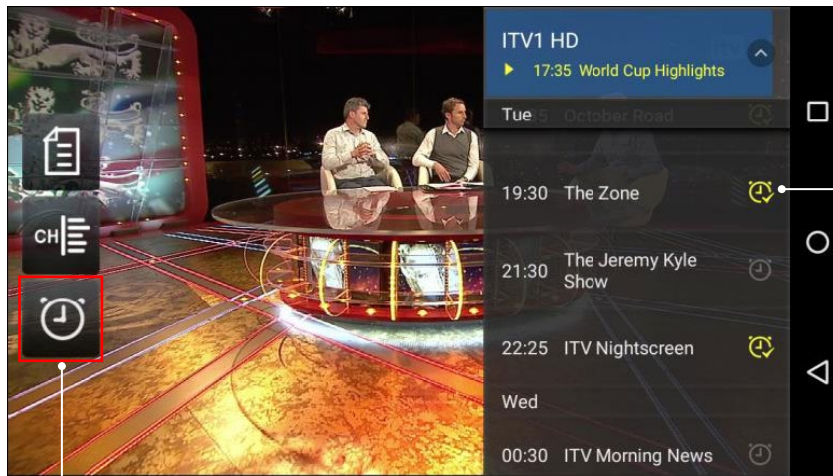 ITV1 HD
17:35 World Cup Highlights
Tue
October Road
19:30 The Zone
21:30 The Jeremy Kyle
Show
CH
22:25 ITV Nightscreen
Wed
00:30 ITV Morning News